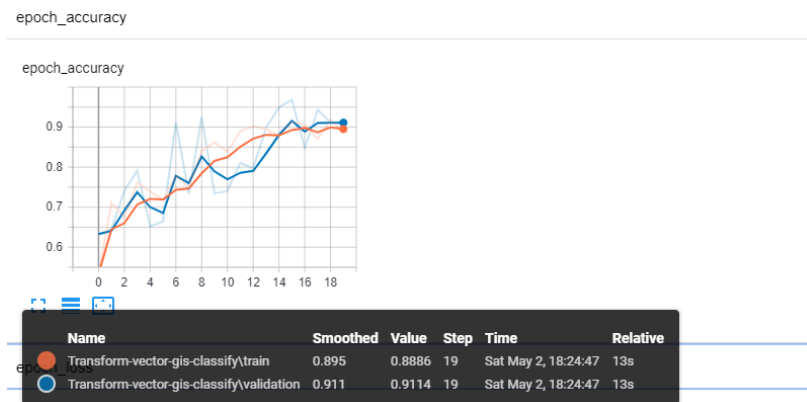 epoch_accuracy
epoch_accuracy
0.9
0.8
0.7
0.6
0 2 4 6 8 10 12 14 16 18
Name Smoothed Value Step Time Relative
Transform-vector-gis-classify\train 0.895 0.8886 19 Sat May 2, 18:24:47 13s
epoch_loss
Transform-vector-gis-classify\validation 0.911 0.9114 19 Sat May 2, 18:24:47 13s